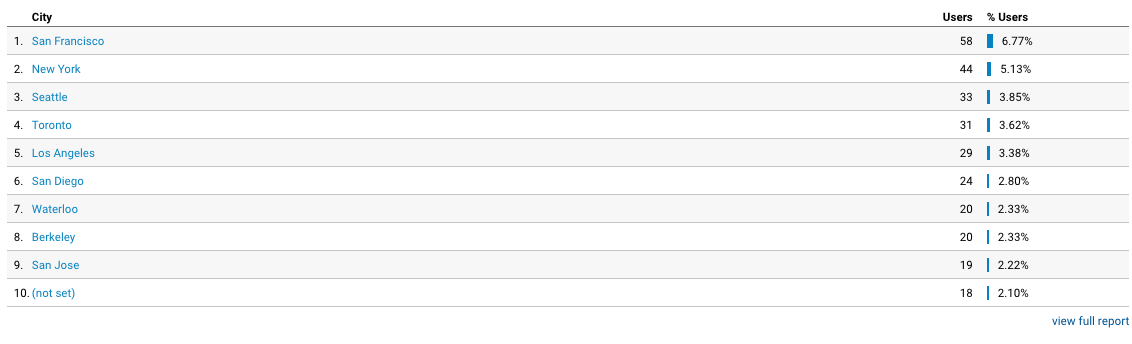 City Users % Users
1. San Francisco 58 6.77%
2. New York 44 5.13%
3. Seattle 33 3.85%
4. Toronto 31 3.62%
5. Los Angeles 29 3.38%
6. San Diego 24 2.80%
7. Waterloo 20 2.33%
8. Berkeley 20 2.33%
9. San Jose 19 2.22%
10. (not set) 18 2.10%
view full report